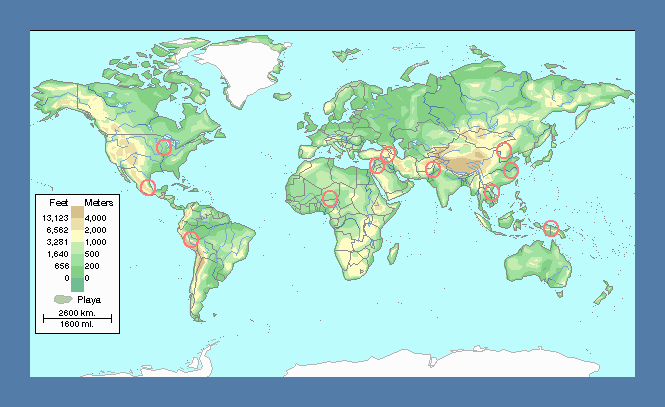 Feet Meters
13,123 4,000
6,562 2,000
3,281 1,000
1,640 500
656 200
0 0
Playa
2600 km.
1600 mi.